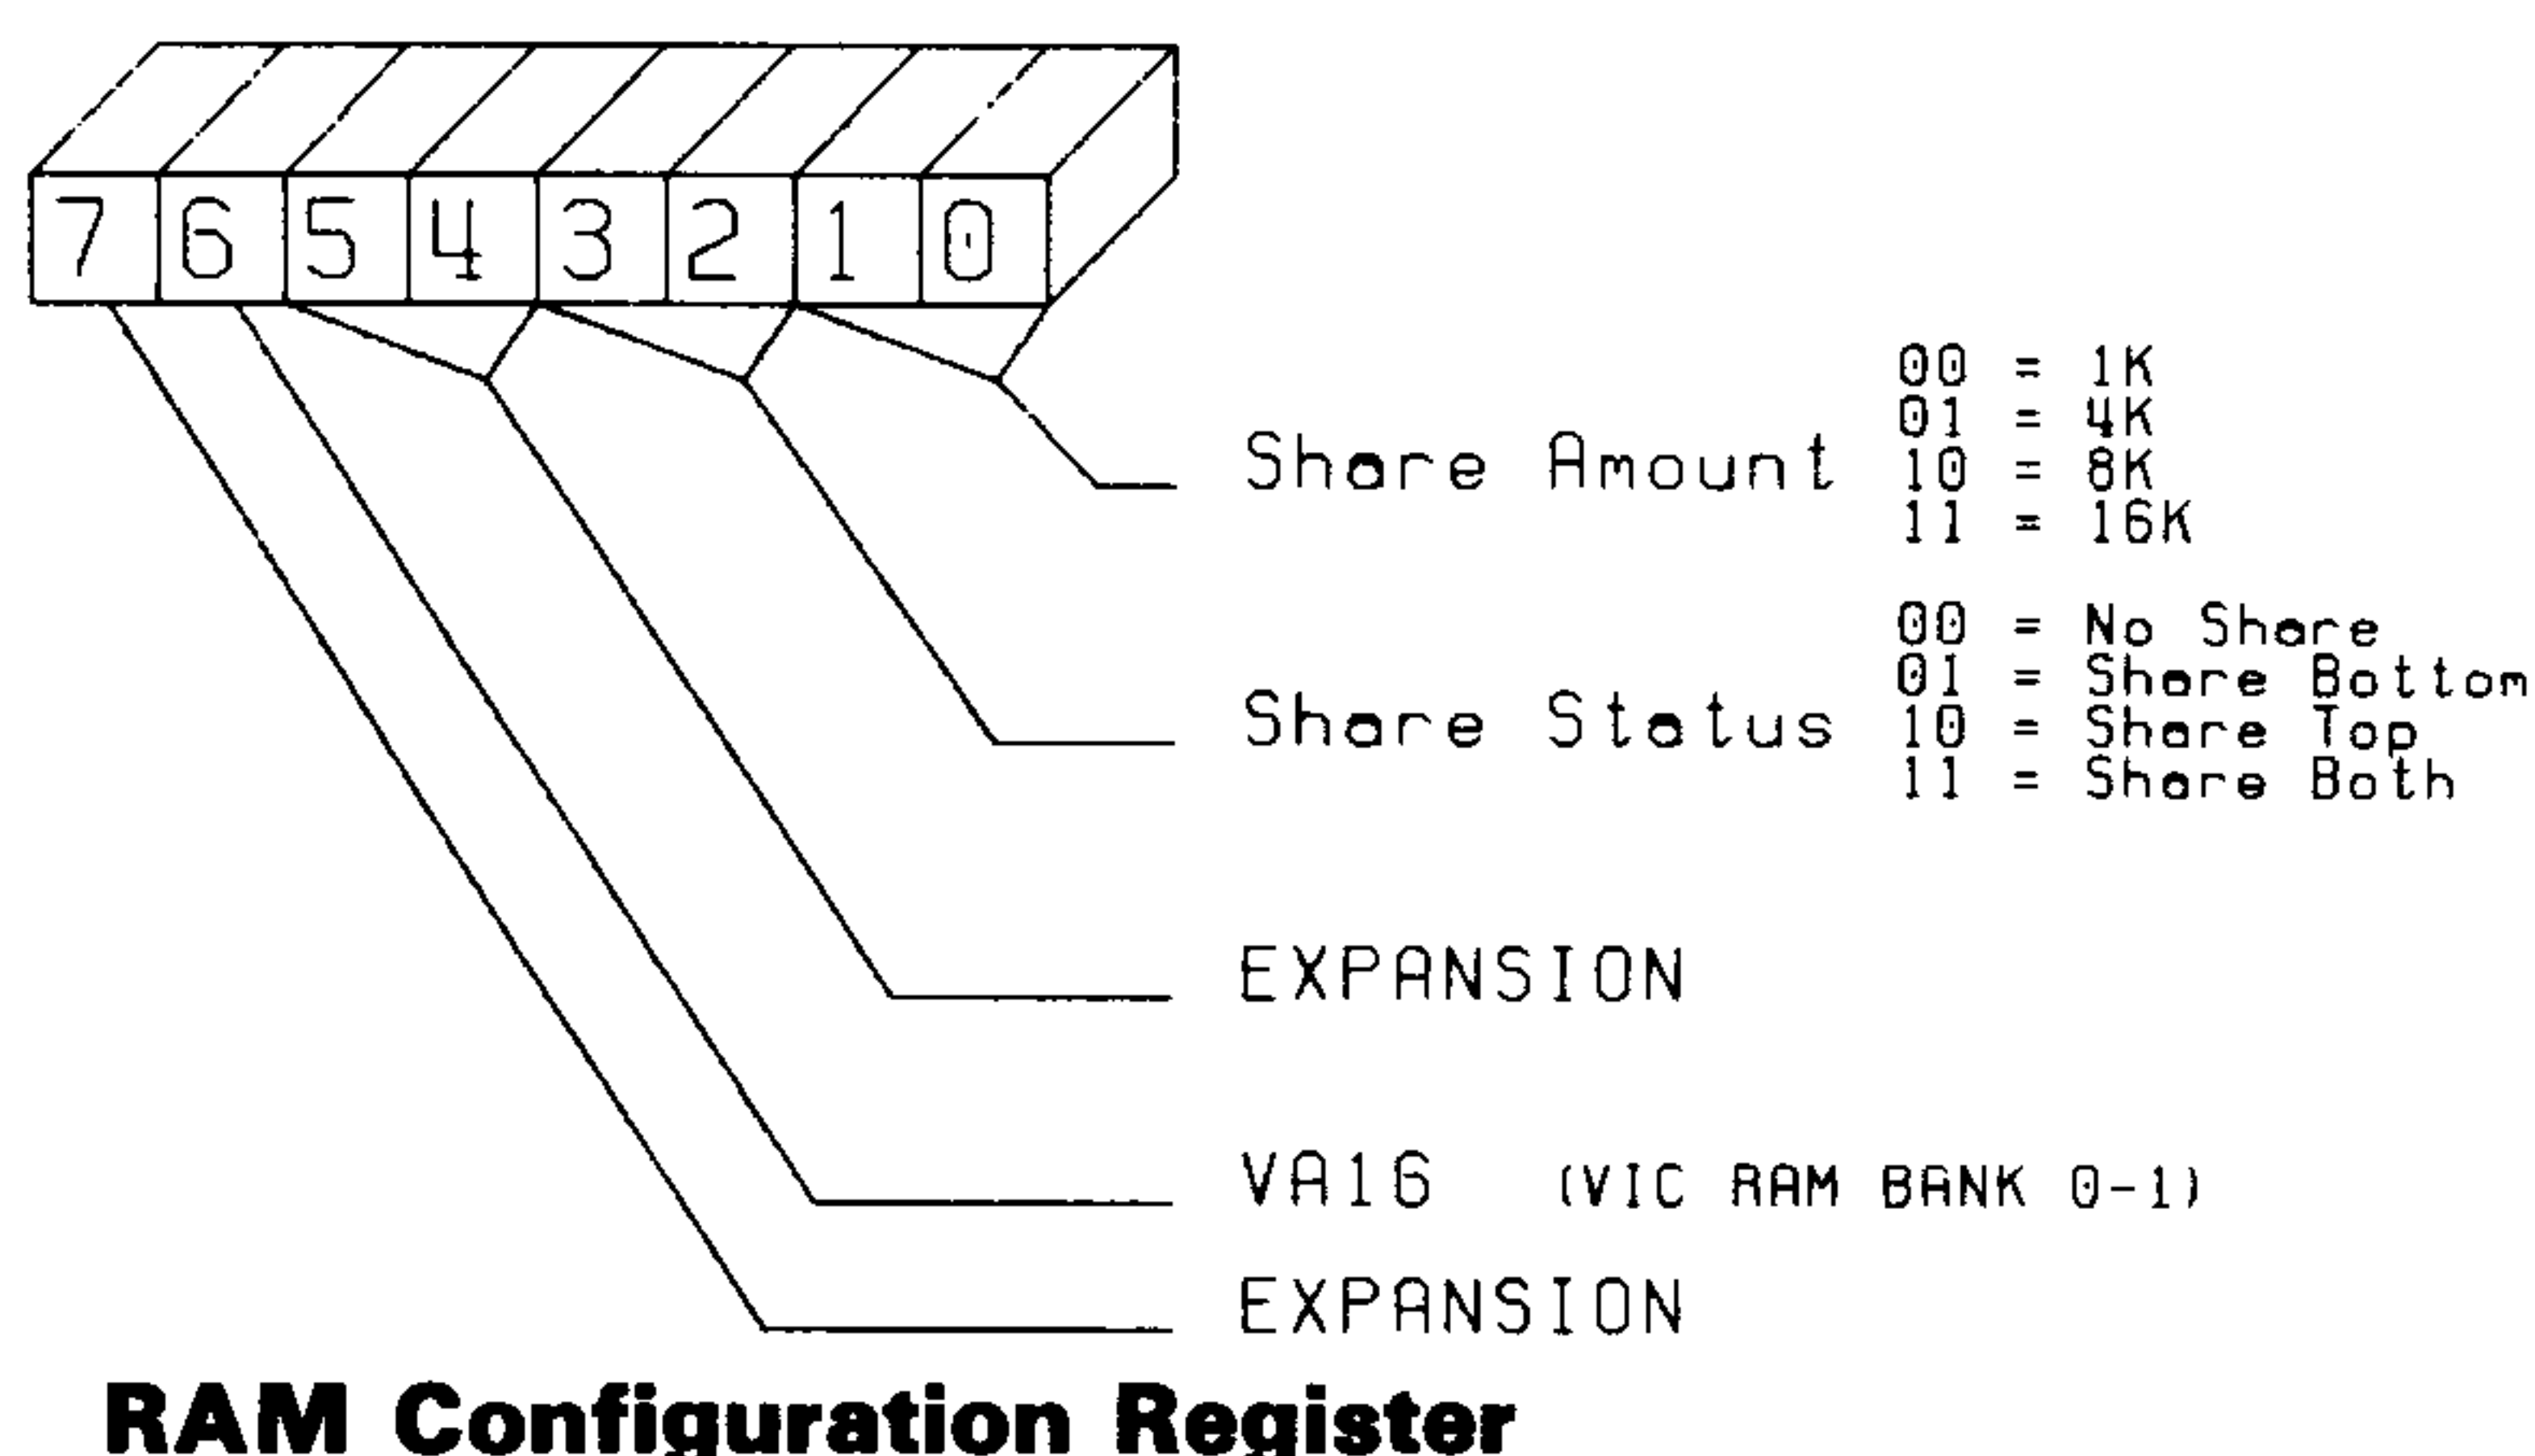 7 6 5 4 3 2 1 0
Share Amount
00 = 1K
01 = 4K
10 = 8K
11 = 16K
Share Status
00 = No Share
01 = Share Bottom
10 = Share Top
11 = Share Both
EXPANSION
VA16 (VIC RAM BANK 0-1)
EXPANSION
RAM Configuration Register